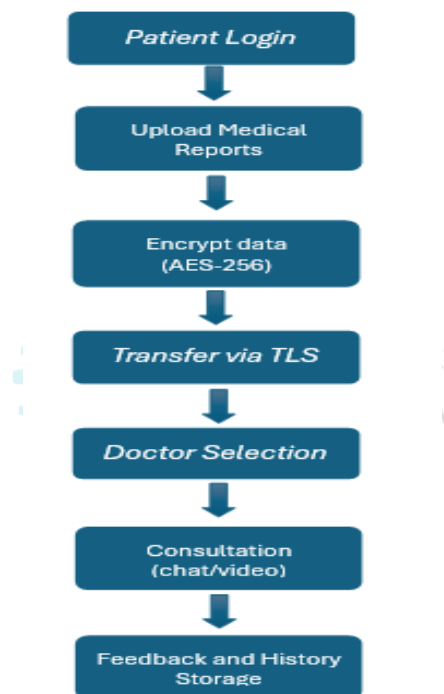 Patient Login
Upload Medical
Reports
Encrypt data
(AES-256)
Transfer via TLS
Doctor Selection
Consultation
(chat/video)
Feedback and History
Storage